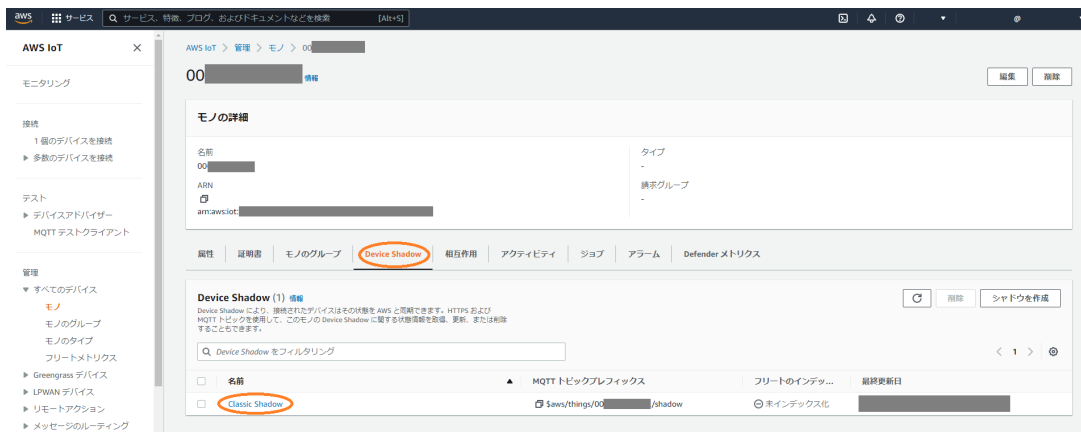 aws サービス サービス、特徴、ブログ、およびドキュメントなどを検索 [Alt+S] @
AWS IoT
モニタリング
接続
1 個のデバイスを接続
多数のデバイスを接続
テスト
デバイスアドバイザー
MQTT テストクライアント
管理
すべてのデバイス
モノ
モノのグループ
モノのタイプ
フリートメトリクス
Greengrass デバイス
LPWAN デバイス
リモートアクション
メッセージのルーティング
AWS IoT > 管理 > モノ > 00
00 情報
編集 削除
モノの詳細
名前
00
ARN
arn:aws:iot:
タイプ
-
請求グループ
-
属性 証明書 モノのグループ Device Shadow 相互作用 アクティビティ ジョブ アラーム Defender メトリクス
Device Shadow (1) 情報
Device Shadow により、接続されたデバイスはその状態を AWS と同期できます。HTTPS および
MQTT トピックを使用して、このモノの Device Shadow に関する状態情報を取得、更新、または削除
することもできます。
削除 シャドウを作成
Device Shadow をフィルタリング
< 1 >
名前 MQTT トピックプレフィックス フリートのインデッ... 最終更新日
Classic Shadow $aws/things/00 /shadow 未インデックス化